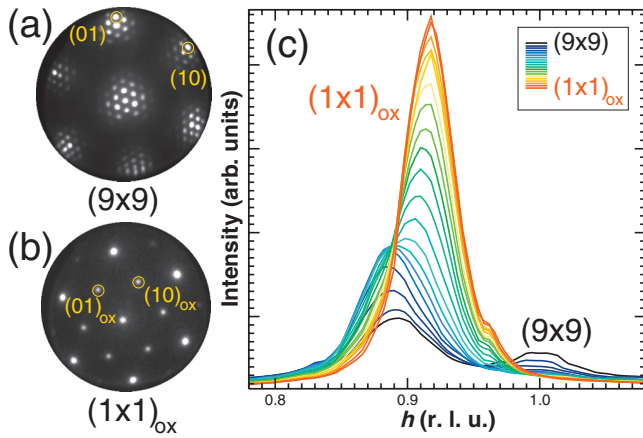 (a)
(01)
(10)
(9x9)
(b)
(01)ox
(10)ox
(1x1)ox
(c)
Intensity (arb. units)
(1x1)ox
(9x9)
(1x1)ox
(9x9)
0.8
0.9
1.0
h (r. l. u.)